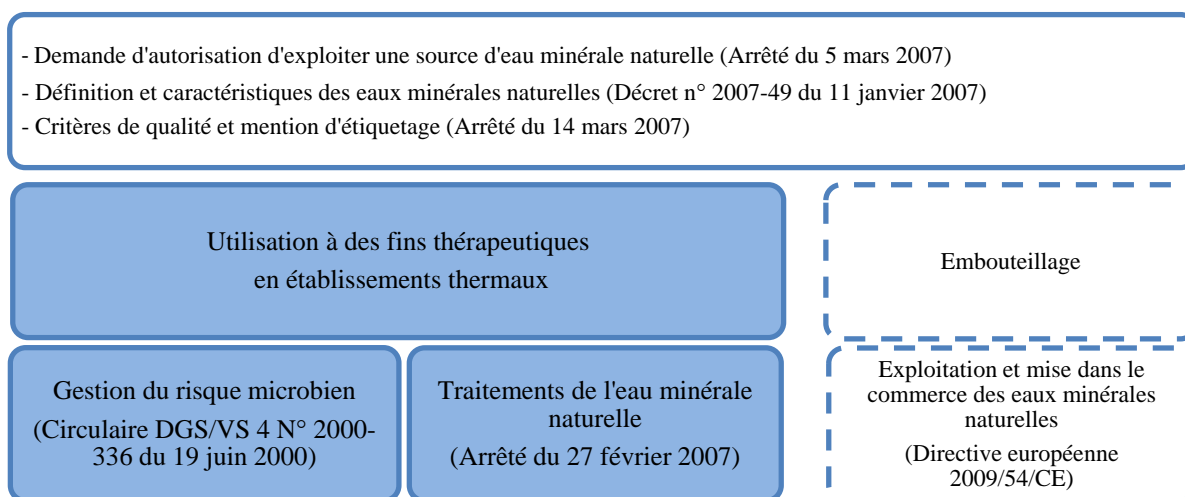 - Demande d'autorisation d'exploiter une source d'eau minérale naturelle (Arrêté du 5 mars 2007)
- Définition et caractéristiques des eaux minérales naturelles (Décret n° 2007-49 du 11 janvier 2007)
- Critères de qualité et mention d'étiquetage (Arrêté du 14 mars 2007)
Utilisation à des fins thérapeutiques
en établissements thermaux
Embouteillage
Gestion du risque microbien
(Circulaire DGS/VS 4 N° 2000-
336 du 19 juin 2000)
Traitements de l'eau minérale
naturelle
(Arrêté du 27 février 2007)
Exploitation et mise dans le
commerce des eaux minérales
naturelles
(Directive européenne
2009/54/CE)